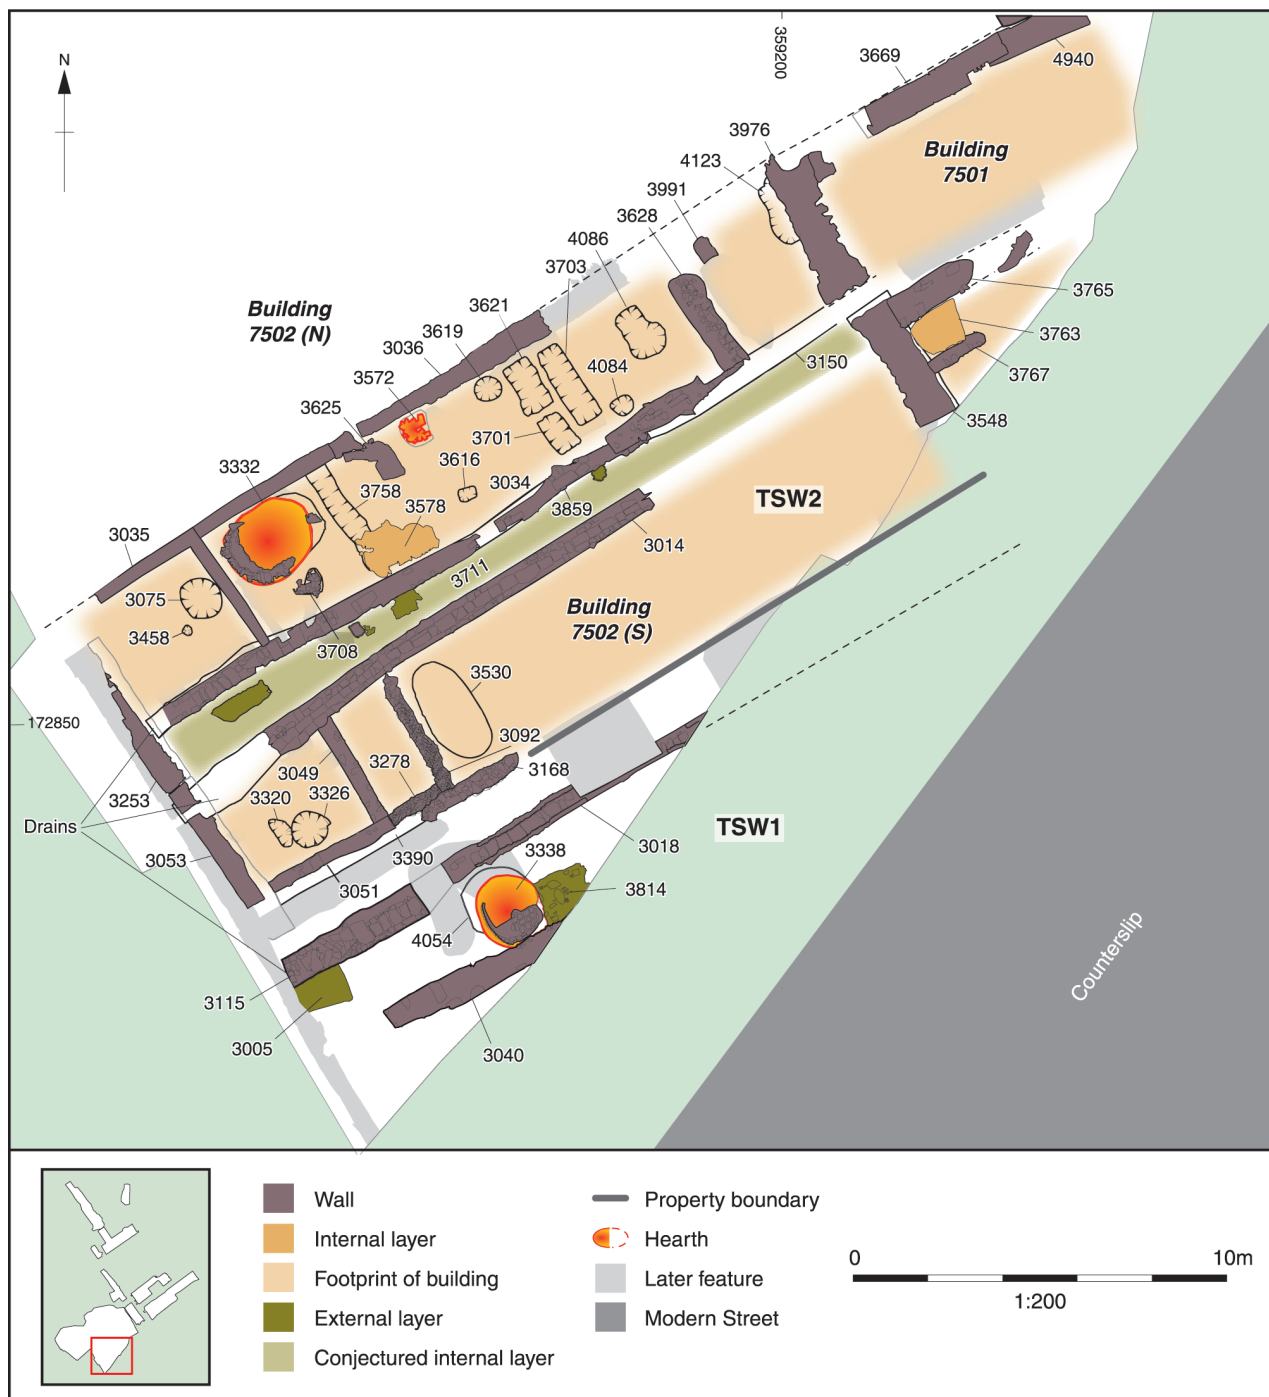 N
359200
3669
4940
3976
Building
7501
4123
3991
3628
4086
3703
3765
3621
Building
7502 (N)
3619
3763
3036
3150
3572
4084
3767
3625
3548
3701
3616
3332
3034
3758
3578
TSW2
3859
3035
3014
3711
3075
Building
7502 (S)
3458
3708
3530
172850
3092
3049
3278
3168
3253
3320
3326
Drains
TSW1
3018
3053
3338
3390
3051
3814
4054
Counterslip
3115
3005
3040
Wall
Internal layer
Footprint of building
External layer
Conjectured internal layer
Property boundary
Hearth
Later feature
Modern Street
0
10m
1:200